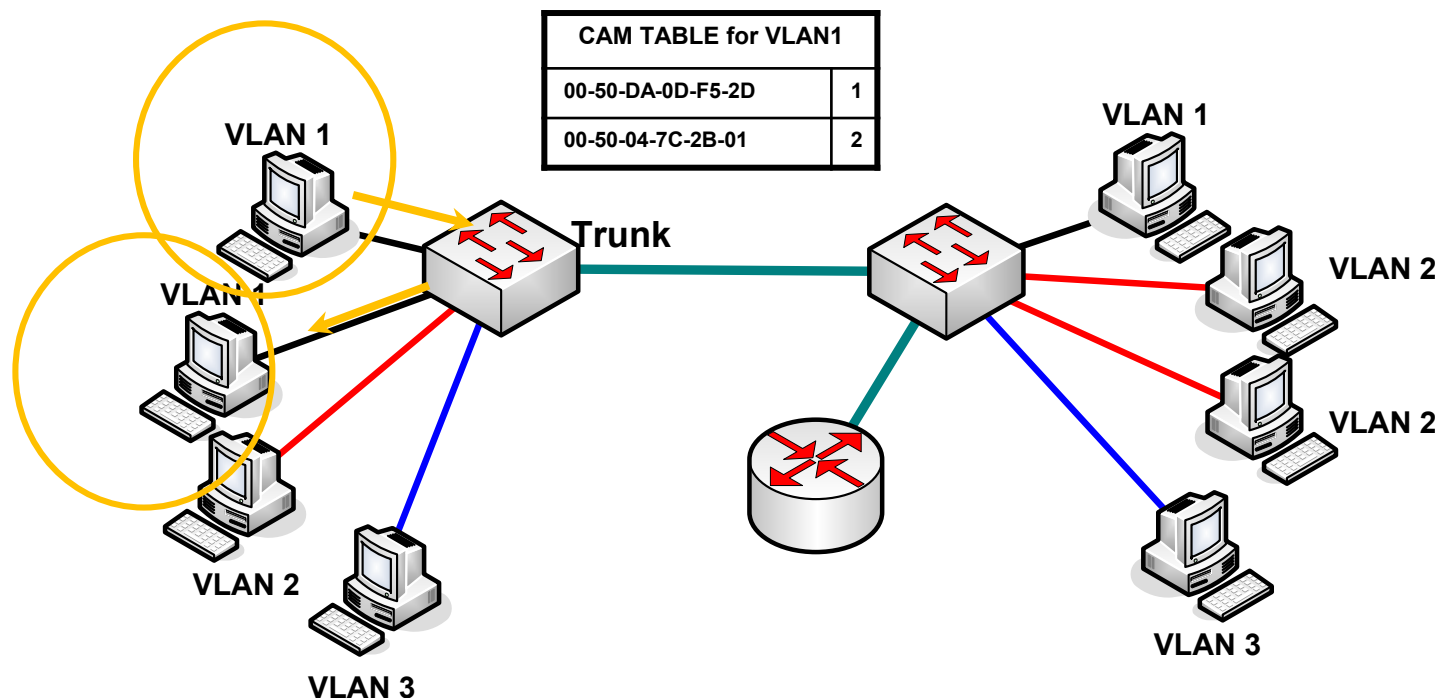 CAM TABLE for VLAN1
00-50-DA-0D-F5-2D 1
00-50-04-7C-2B-01 2
VLAN 1
VLAN 1
Trunk
VLAN 2
VLAN 1
VLAN 2
VLAN 2
VLAN 3
VLAN 3